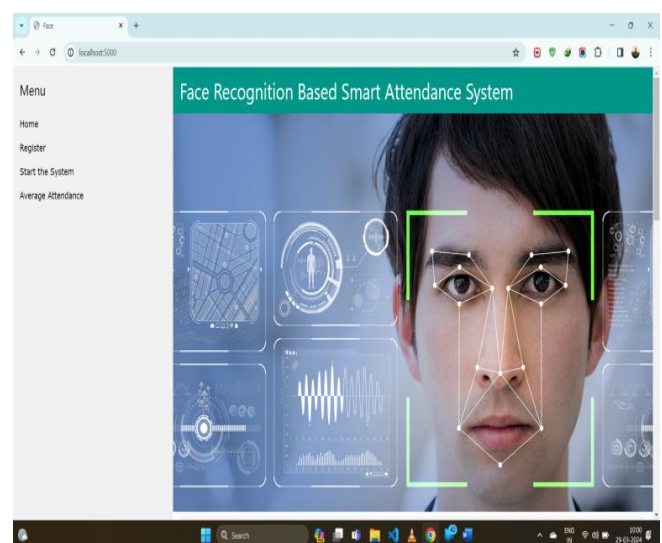 Face
localhost:5000
Menu
Home
Register
Start the System
Average Attendance
Face Recognition Based Smart Attendance System
Search
ENG
IN
10:00
29-03-2024